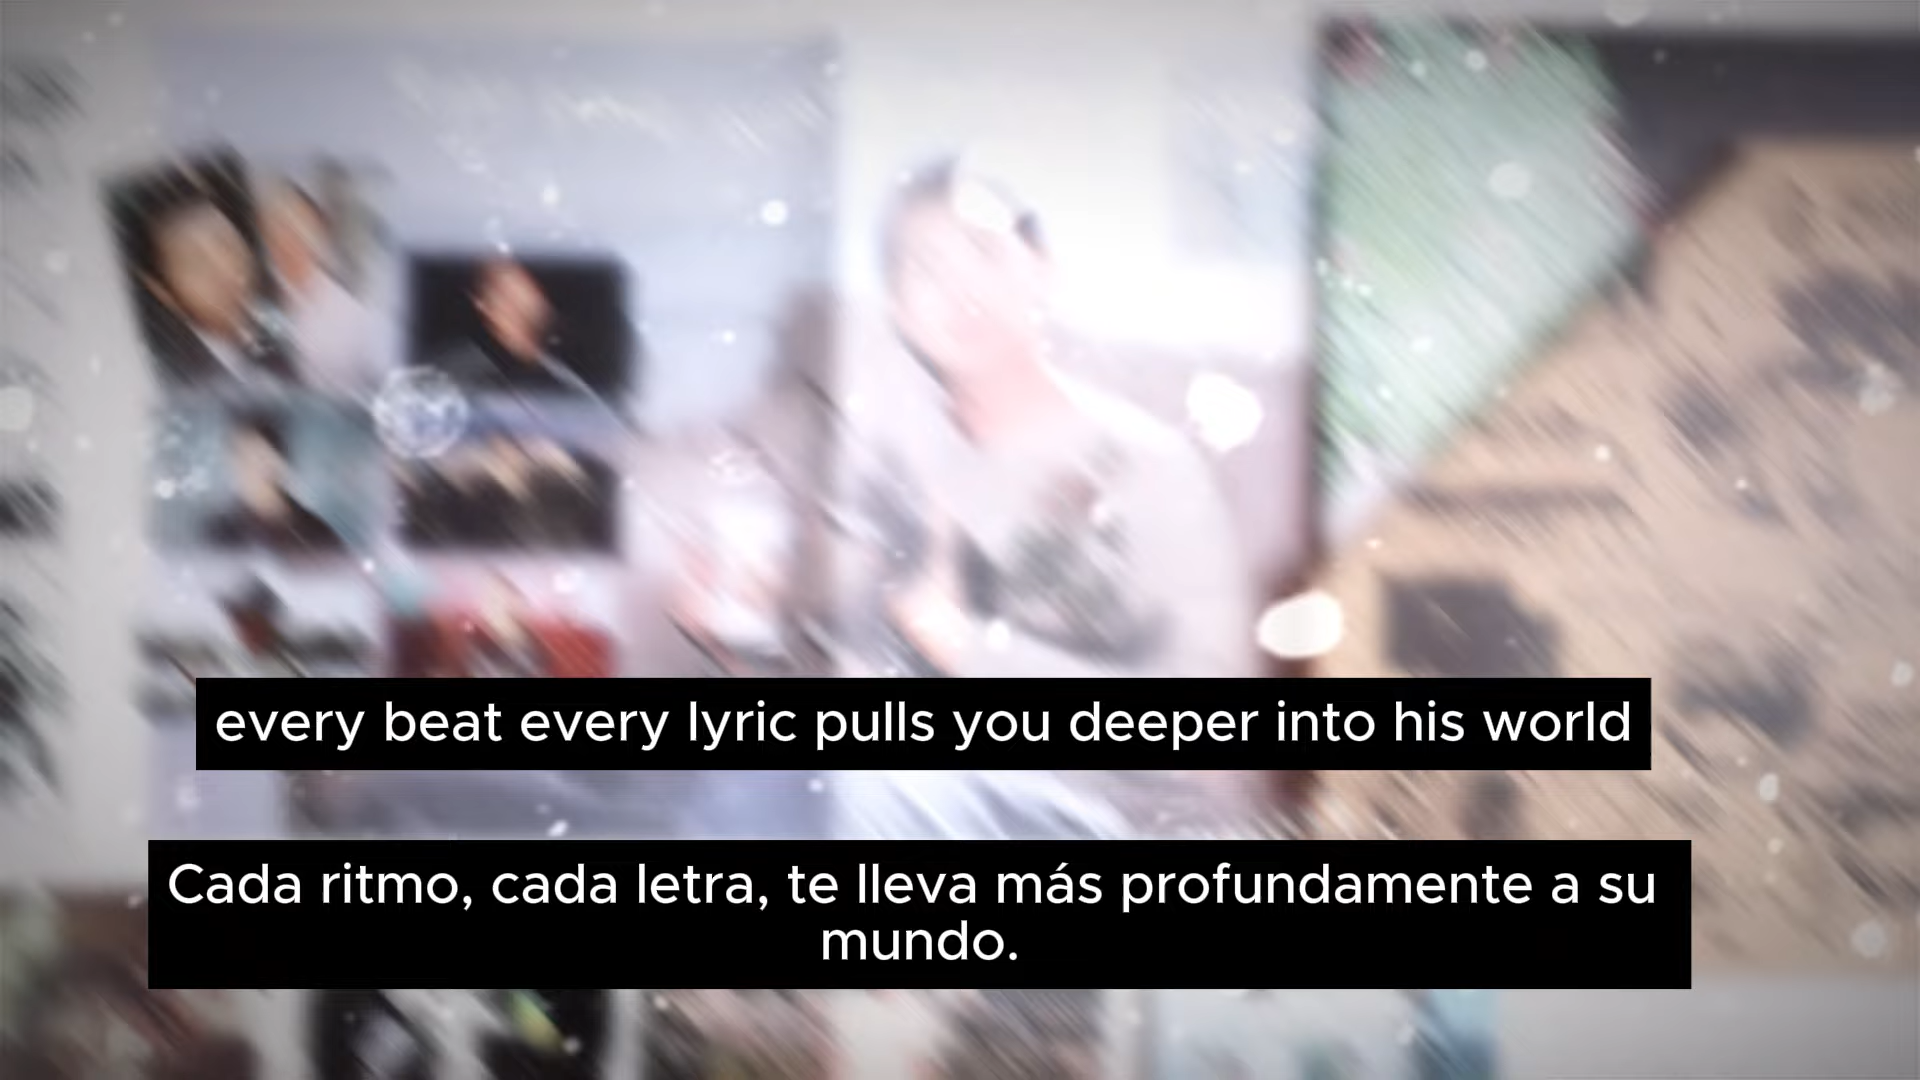 every beat every lyric pulls you deeper into his world
Cada ritmo, cada letra, te lleva más profundamente a su
mundo.